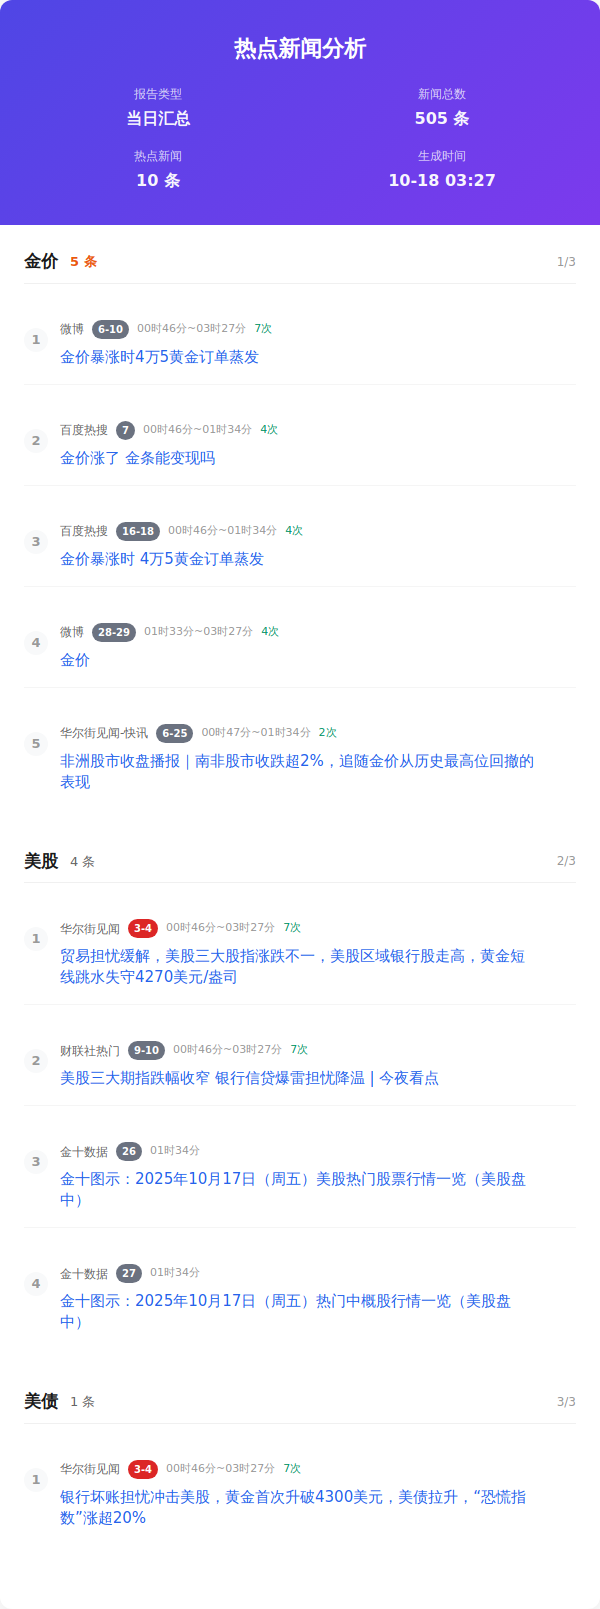 热点新闻分析
报告类型
新闻总数
当日汇总
505 条
热点新闻
生成时间
10 条
10-18 03:27
金价 5 条 1/3
1 微博 6-10 00时46分~03时27分 7次
金价暴涨时4万5黄金订单蒸发
2 百度热搜 7 00时46分~01时34分 4次
金价涨了 金条能变现吗
3 百度热搜 16-18 00时46分~01时34分 4次
金价暴涨时 4万5黄金订单蒸发
4 微博 28-29 01时33分~03时27分 4次
金价
5 华尔街见闻-快讯 6-25 00时47分~01时34分 2次
非洲股市收盘播报｜南非股市收跌超2%，追随金价从历史最高位回撤的
表现
美股 4 条 2/3
1 华尔街见闻 3-4 00时46分~03时27分 7次
贸易担忧缓解，美股三大股指涨跌不一，美股区域银行股走高，黄金短
线跳水失守4270美元/盎司
2 财联社热门 9-10 00时46分~03时27分 7次
美股三大期指跌幅收窄 银行信贷爆雷担忧降温 | 今夜看点
3 金十数据 26 01时34分
金十图示：2025年10月17日（周五）美股热门股票行情一览（美股盘
中）
4 金十数据 27 01时34分
金十图示：2025年10月17日（周五）热门中概股行情一览（美股盘
中）
美债 1 条 3/3
1 华尔街见闻 3-4 00时46分~03时27分 7次
银行坏账担忧冲击美股，黄金首次升破4300美元，美债拉升，“恐慌指
数”涨超20%